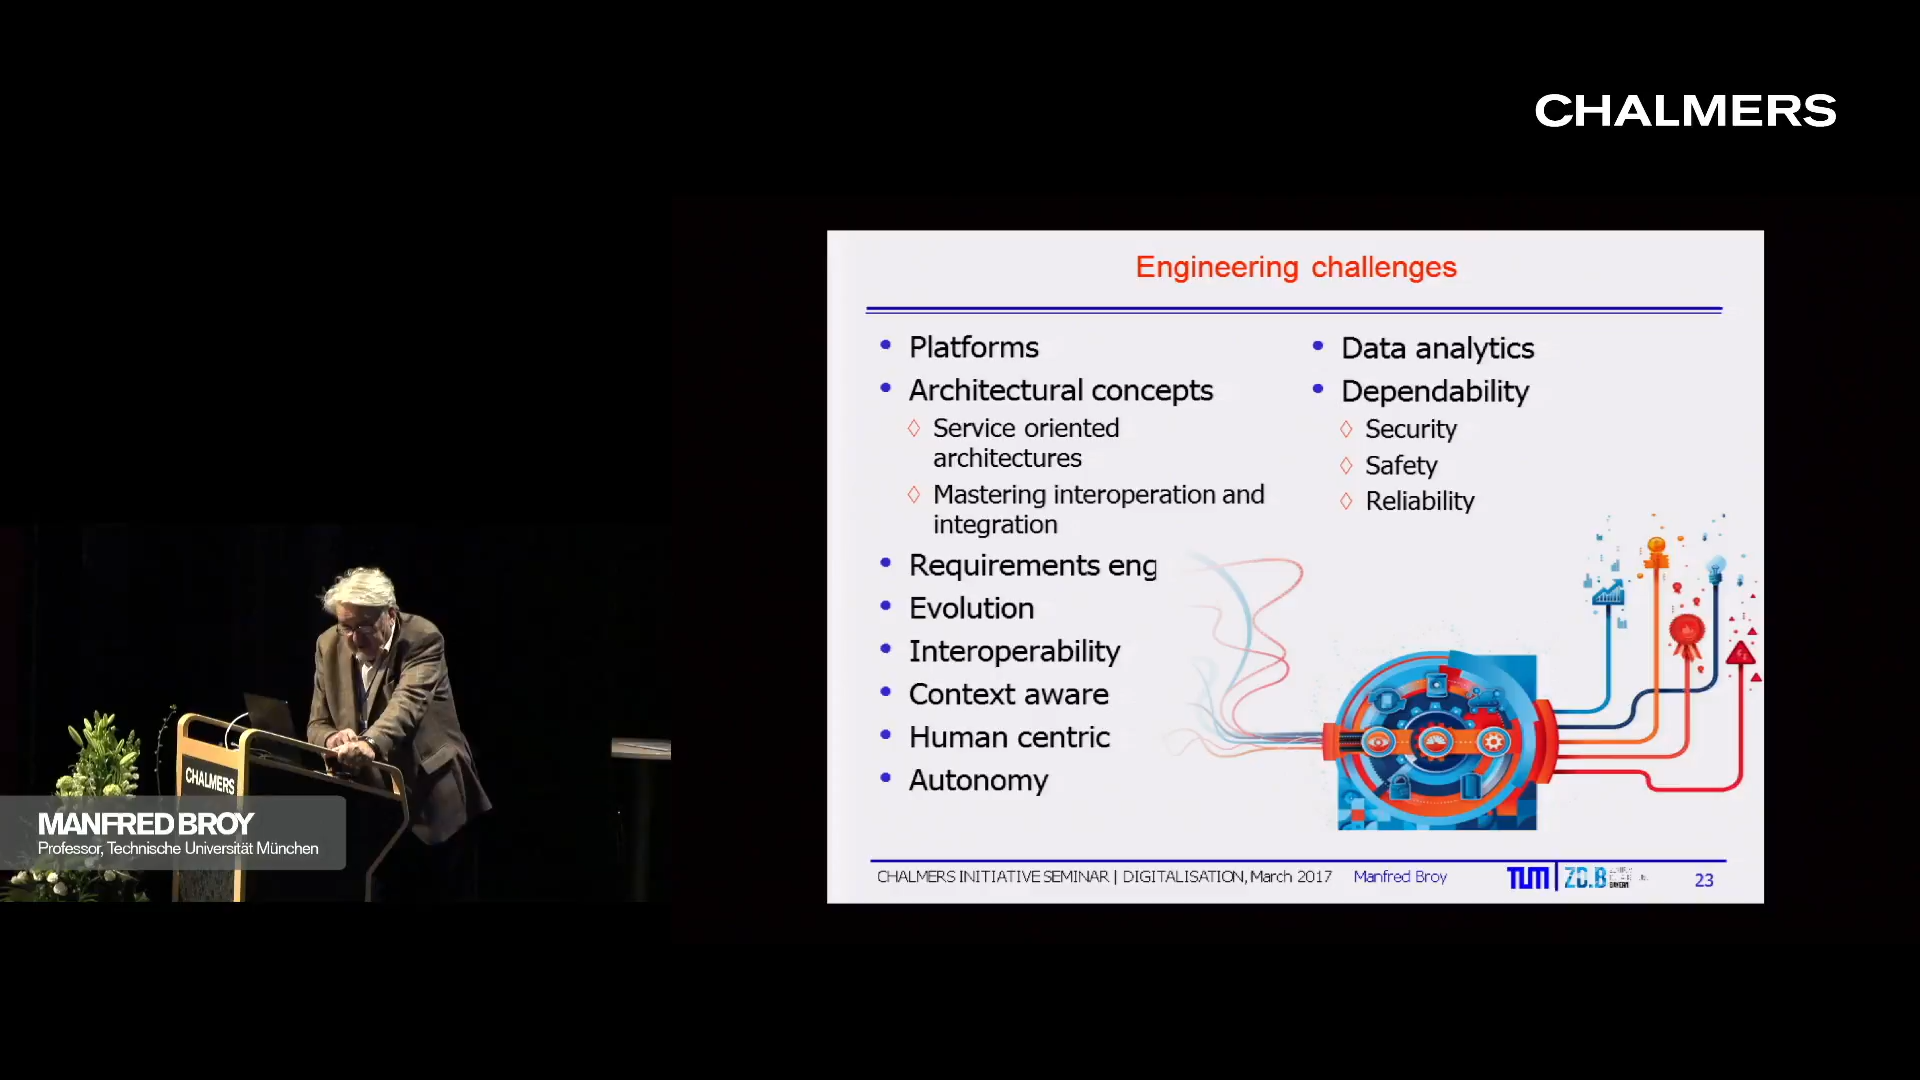 CHALMERS
Engineering challenges
Platforms
Architectural concepts
Service oriented
architectures
Mastering interoperation and
integration
Requirements eng
Evolution
Interoperability
Context aware
Human centric
Autonomy
Data analytics
Dependability
Security
Safety
Reliability
CHALMERS INITIATIVE SEMINAR | DIGITALISATION, March 2017 Manfred Broy TUM ZD.B 23
CHALMERS
MANFRED BROY
Professor, Technische Universität München